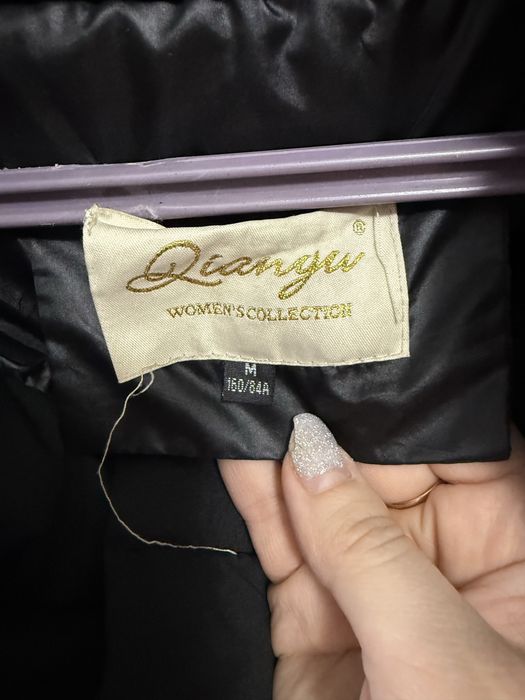 Qianyu ®
WOMEN'S COLLECTION
M
160/84A